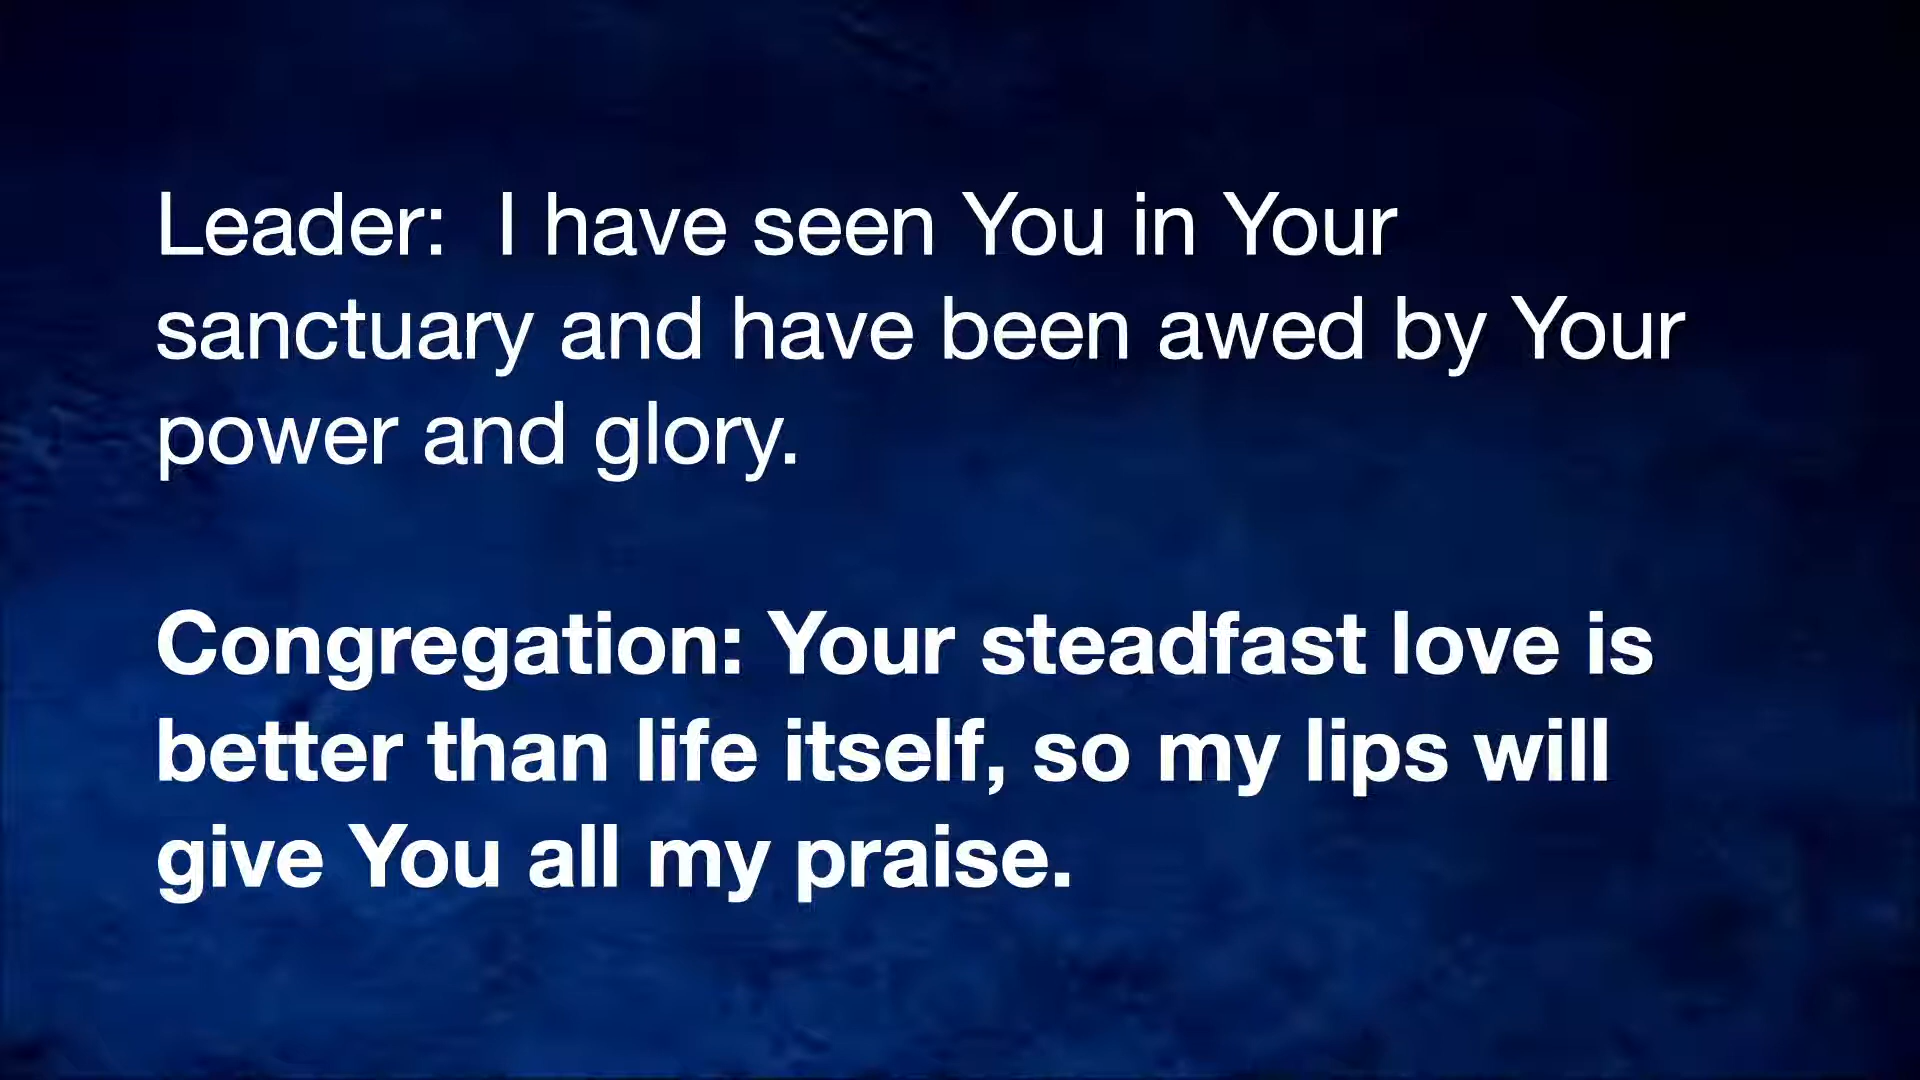 Leader:  I have seen You in Your
sanctuary and have been awed by Your
power and glory.
Congregation: Your steadfast love is
better than life itself, so my lips will
give You all my praise.